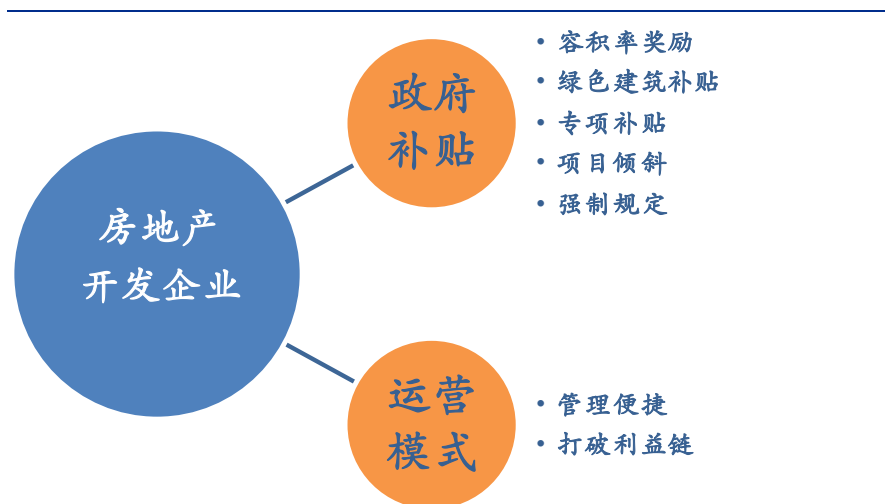 房地产
开发企业
政府
补贴
• 容积率奖励
• 绿色建筑补贴
• 专项补贴
• 项目倾斜
• 强制规定
运营
模式
• 管理便捷
• 打破利益链